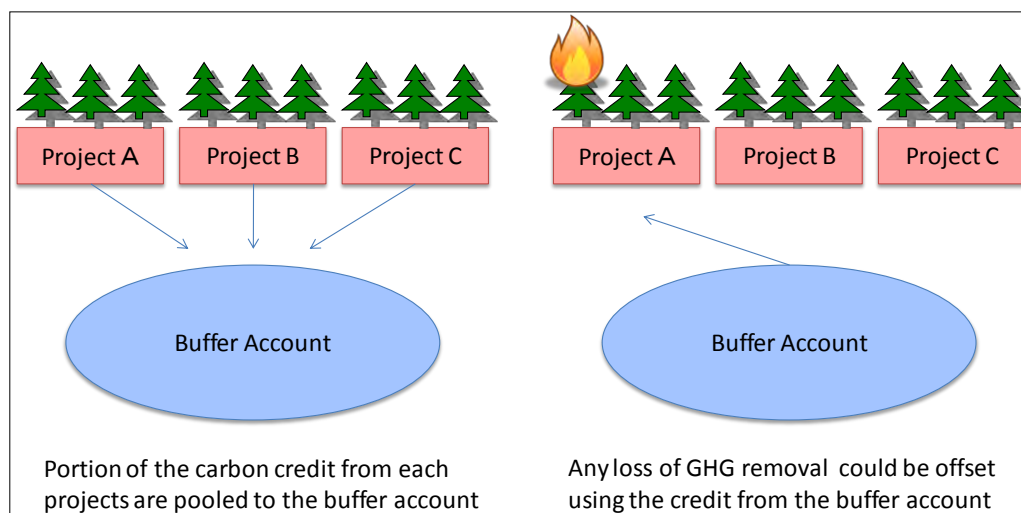 Project A
Project B
Project C
Buffer Account
Portion of the carbon credit from each
projects are pooled to the buffer account
Project A
Project B
Project C
Buffer Account
Any loss of GHG removal could be offset
using the credit from the buffer account